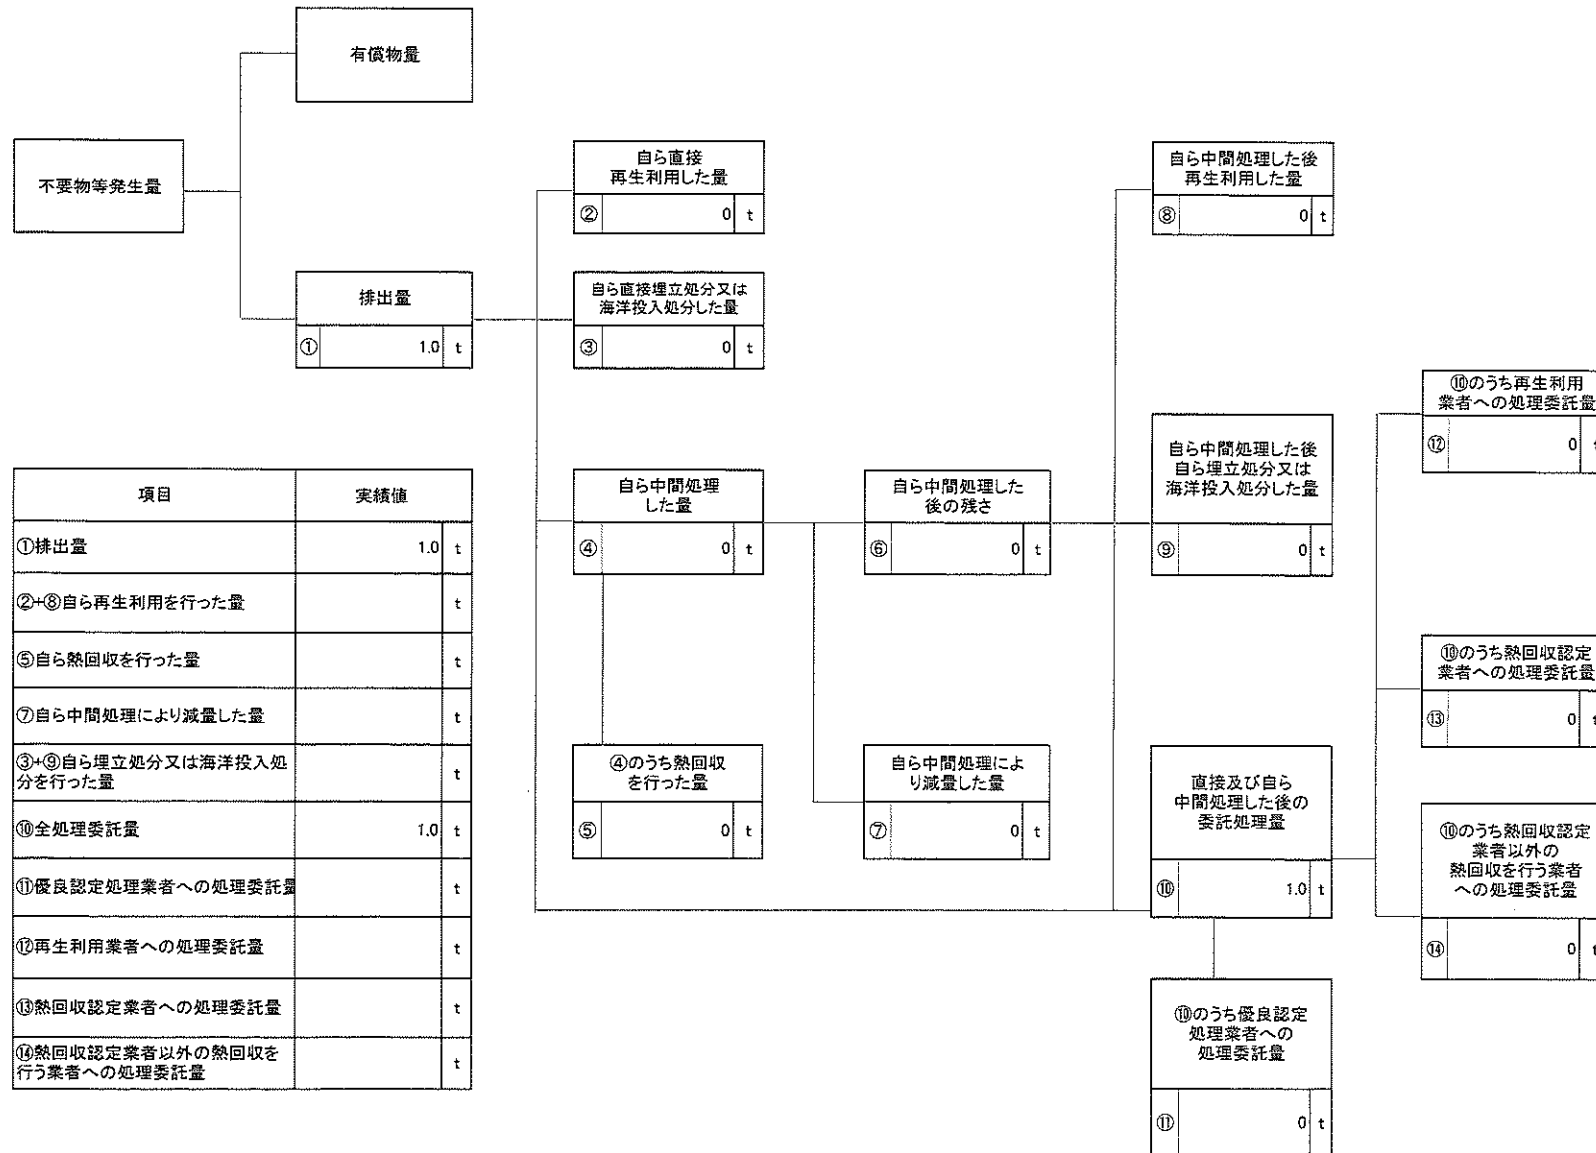 有償物量
不要物等発生量
排出量
① 1.0 t
自ら直接
再生利用した量
② 0 t
自ら直接埋立処分又は
海洋投入処分した量
③ 0 t
自ら中間処理
した量
④ 0 t
④のうち熱回収
を行った量
⑤ 0 t
自ら中間処理した
後の残さ
⑥ 0 t
自ら中間処理によ
り減量した量
⑦ 0 t
自ら中間処理した後
再生利用した量
⑧ 0 t
自ら中間処理した後
自ら埋立処分又は
海洋投入処分した量
⑨ 0 t
直接及び自ら
中間処理した後の
委託処理量
⑩ 1.0 t
⑩のうち優良認定
処理業者への
処理委託量
⑪ 0 t
⑩のうち再生利用
業者への処理委託量
⑫ 0
⑩のうち熱回収認定
業者への処理委託量
⑬ 0
⑩のうち熱回収認定
業者以外の
熱回収を行う業者
への処理委託量
⑭ 0 t
項目 実績値
①排出量 1.0 t
②+⑧自ら再生利用を行った量 t
⑤自ら熱回収を行った量 t
⑦自ら中間処理により減量した量 t
③+⑨自ら埋立処分又は海洋投入処
分を行った量 t
⑩全処理委託量 1.0 t
⑪優良認定処理業者への処理委託量 t
⑫再生利用業者への処理委託量 t
⑬熱回収認定業者への処理委託量 t
⑭熱回収認定業者以外の熱回収を
行う業者への処理委託量 t